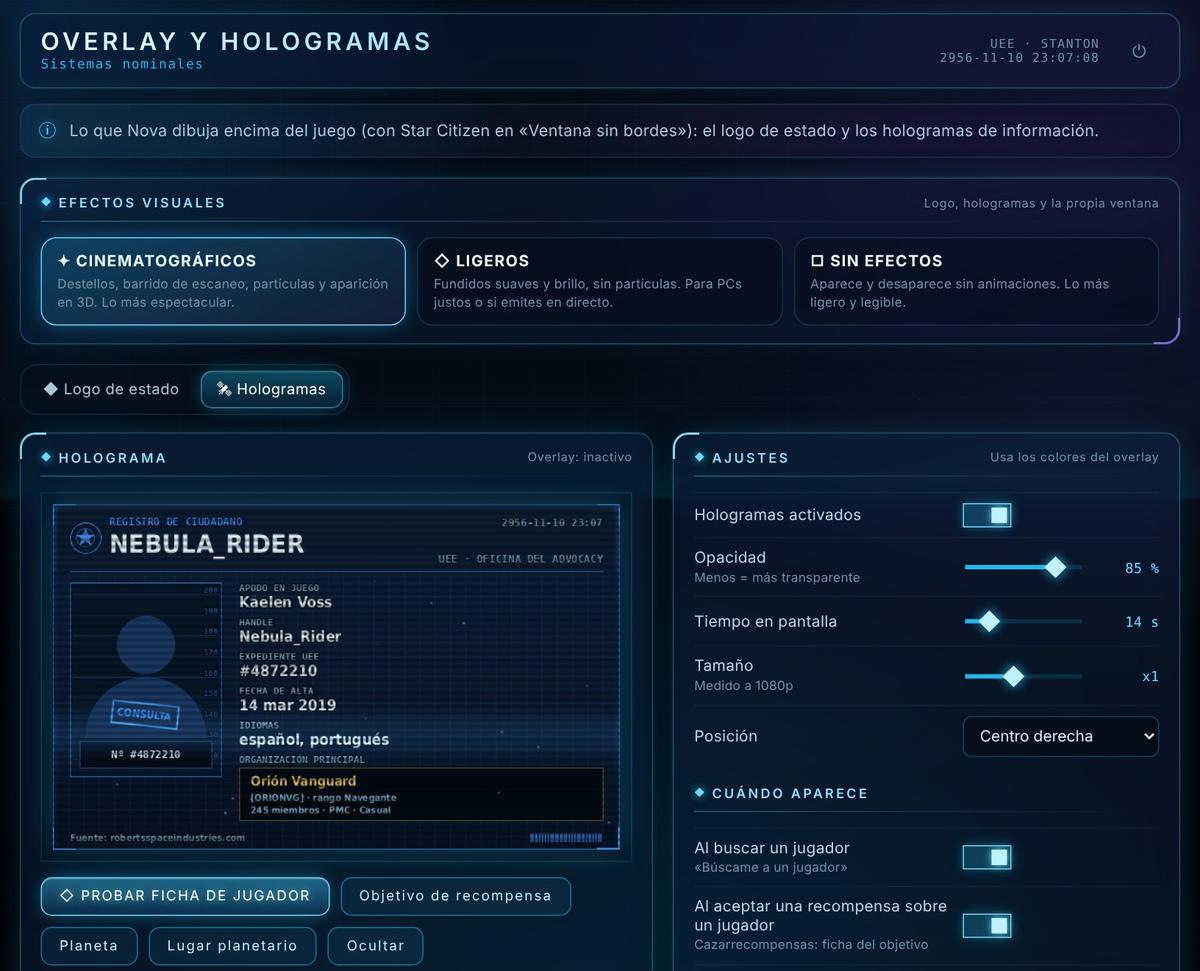 OVERLAY Y HOLOGRAMAS
Sistemas nominales
UEE · STANTON
2956-11-10 23:07:08
Lo que Nova dibuja encima del juego (con Star Citizen en «Ventana sin bordes»): el logo de estado y los hologramas de información.
EFECTOS VISUALES
Logo, hologramas y la propia ventana
CINEMATOGRÁFICOS
Destellos, barrido de escaneo, partículas y aparición
en 3D. Lo más espectacular.
LIGEROS
Fundidos suaves y brillo, sin partículas. Para PCs
justos o si emites en directo.
SIN EFECTOS
Aparece y desaparece sin animaciones. Lo más
ligero y legible.
Logo de estado
Hologramas
HOLOGRAMA
Overlay: inactivo
REGISTRO DE CIUDADANO
NEBULA_RIDER
2956-11-10 23:07
UEE · OFICINA DEL ADVOCACY
200
190
180
170
160
150
140
CONSULTA
Nº #4872210
APODO EN JUEGO
Kaelen Voss
HANDLE
Nebula_Rider
EXPEDIENTE UEE
#4872210
FECHA DE ALTA
14 mar 2019
IDIOMAS
español, portugués
ORGANIZACIÓN PRINCIPAL
Orión Vanguard
[ORIONVG] · rango Navegante
245 miembros · PMC · Casual
Fuente: robertsspaceindustries.com
PROBAR FICHA DE JUGADOR
Objetivo de recompensa
Planeta
Lugar planetario
Ocultar
AJUSTES
Usa los colores del overlay
Hologramas activados
Opacidad
Menos = más transparente
85 %
Tiempo en pantalla
14 s
Tamaño
Medido a 1080p
x1
Posición
Centro derecha
CUÁNDO APARECE
Al buscar un jugador
«Búscame a un jugador»
Al aceptar una recompensa sobre
un jugador
Cazarrecompensas: ficha del objetivo